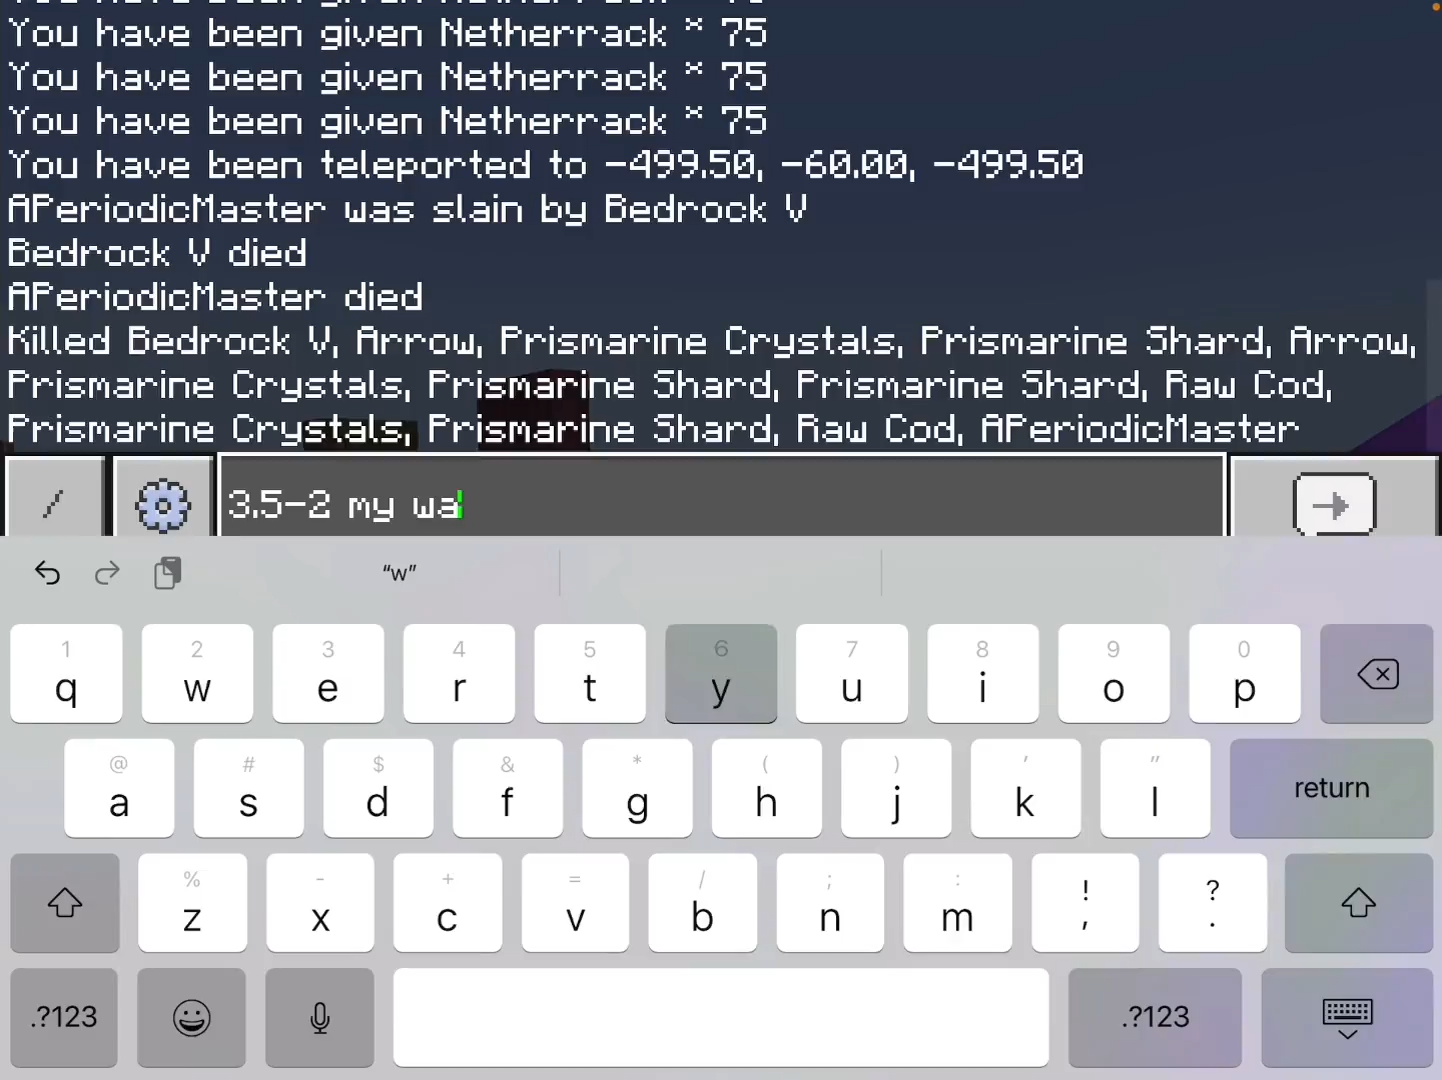 You have been given Netherrack * 75
You have been given Netherrack * 75
You have been given Netherrack * 75
You have been teleported to -499.50, -60.00, -499.50
APeriodicMaster was slain by Bedrock V
Bedrock V died
APeriodicMaster died
Killed Bedrock V, Arrow, Prismarine Crystals, Prismarine Shard, Arrow,
Prismarine Crystals, Prismarine Shard, Prismarine Shard, Raw Cod,
Prismarine Crystals, Prismarine Shard, Raw Cod, APeriodicMaster
/ 3.5-2 my wa
“w”
1 2 3 4 5 6 7 8 9 0
q w e r t y u i o p
@ # $ & * ( ) ' "
a s d f g h j k l return
% - + = / ; : ! ?
z x c v b n m , .
.?123 .?123